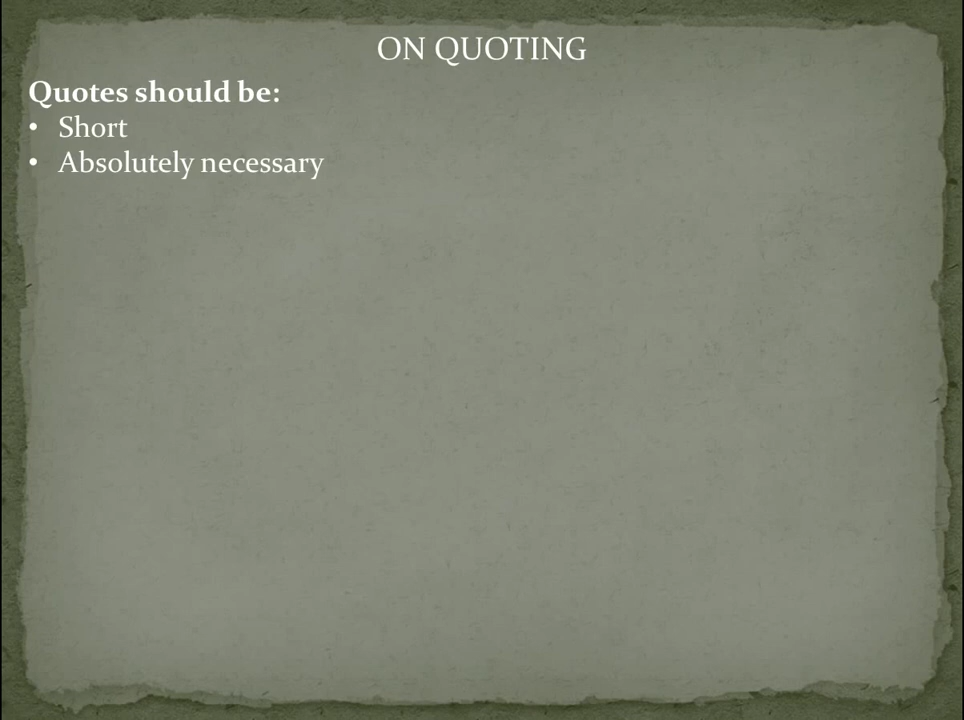 ON QUOTING
Quotes should be:
• Short
• Absolutely necessary